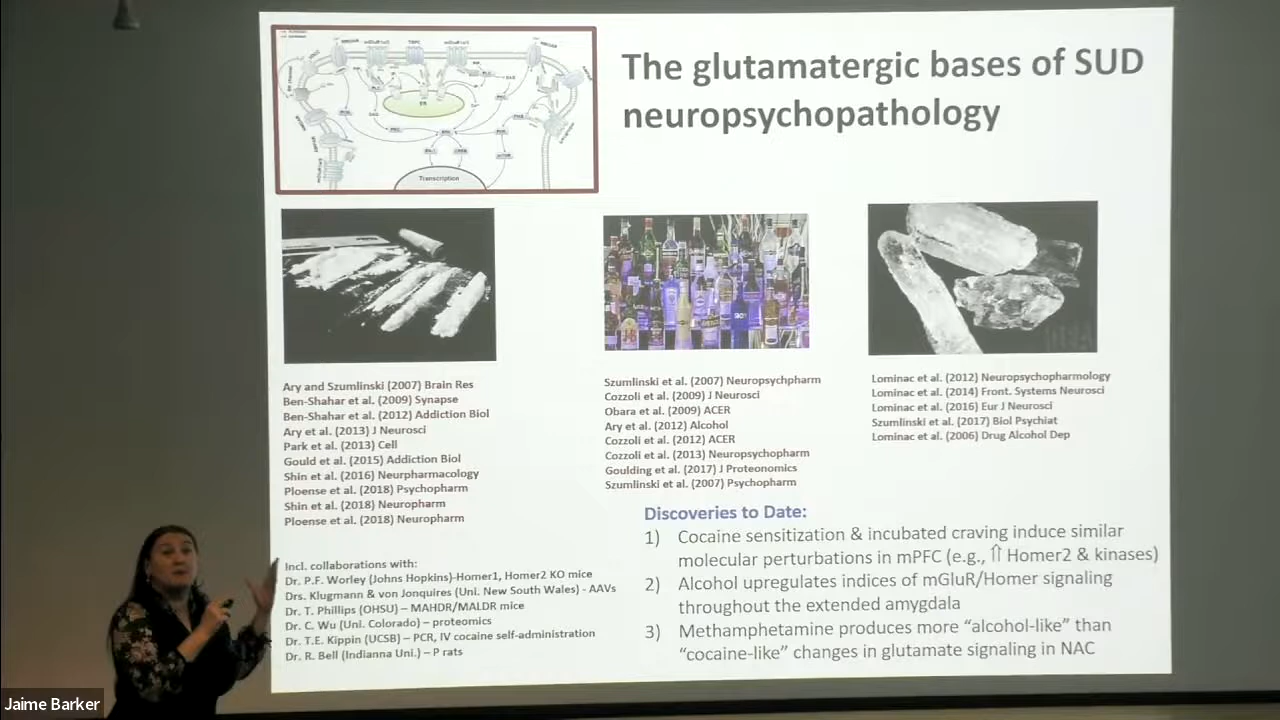 The glutamatergic bases of SUD
neuropsychopathology
TRPC
ER
Transcription
Ary and Szumlinski (2007) Brain Res
Ben-Shahar et al. (2009) Synapse
Ben-Shahar et al. (2012) Addiction Biol
Ary et al. (2013) J Neurosci
Park et al. (2013) Cell
Gould et al. (2015) Addiction Biol
Shin et al. (2016) Neurpharmacology
Ploense et al. (2018) Psychopharm
Shin et al. (2018) Neuropharm
Ploense et al. (2018) Neuropharm
Szumlinski et al. (2007) Neuropsychpharm
Cozzoli et al. (2009) J Neurosci
Obara et al. (2009) ACER
Ary et al. (2012) Alcohol
Cozzoli et al. (2012) ACER
Cozzoli et al. (2013) Neuropsychopharm
Goulding et al. (2017) J Proteonomics
Szumlinski et al. (2007) Psychopharm
Lominac et al. (2012) Neuropsychopharmology
Lominac et al. (2014) Front. Systems Neurosci
Lominac et al. (2016) Eur J Neurosci
Szumlinski et al. (2017) Biol Psychiat
Lominac et al. (2006) Drug Alcohol Dep
Incl. collaborations with:
Dr. P.F. Worley (Johns Hopkins)-Homer1, Homer2 KO mice
Drs. Klugmann & von Jonquires (Uni. New South Wales) - AAVs
Dr. T. Phillips (OHSU) – MAHDR/MALDR mice
Dr. C. Wu (Uni. Colorado) – proteomics
Dr. T.E. Kippin (UCSB) – PCR, IV cocaine self-administration
Dr. R. Bell (Indianna Uni.) – P rats
Discoveries to Date:
1) Cocaine sensitization & incubated craving induce similar
molecular perturbations in mPFC (e.g., ⇑ Homer2 & kinases)
2) Alcohol upregulates indices of mGluR/Homer signaling
throughout the extended amygdala
3) Methamphetamine produces more “alcohol-like” than
“cocaine-like” changes in glutamate signaling in NAC
Jaime Barker